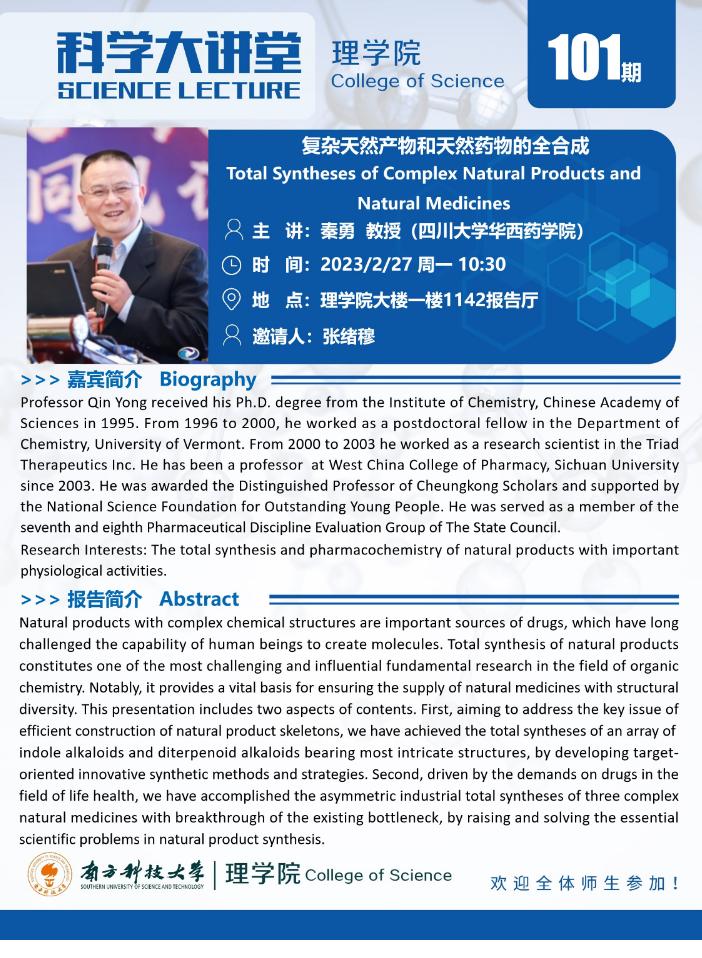 科学大讲堂
SCIENCE LECTURE
理学院
College of Science
101期
复杂天然产物和天然药物的全合成
Total Syntheses of Complex Natural Products and
Natural Medicines
主 讲：秦勇 教授（四川大学华西药学院）
时 间：2023/2/27 周一 10:30
地 点：理学院大楼一楼1142报告厅
邀请人：张绪穆
>>> 嘉宾简介 Biography
Professor Qin Yong received his Ph.D. degree from the Institute of Chemistry, Chinese Academy of
Sciences in 1995. From 1996 to 2000, he worked as a postdoctoral fellow in the Department of
Chemistry, University of Vermont. From 2000 to 2003 he worked as a research scientist in the Triad
Therapeutics Inc. He has been a professor at West China College of Pharmacy, Sichuan University
since 2003. He was awarded the Distinguished Professor of Cheungkong Scholars and supported by
the National Science Foundation for Outstanding Young People. He was served as a member of the
seventh and eighth Pharmaceutical Discipline Evaluation Group of The State Council.
Research Interests: The total synthesis and pharmacochemistry of natural products with important
physiological activities.
>>> 报告简介 Abstract
Natural products with complex chemical structures are important sources of drugs, which have long
challenged the capability of human beings to create molecules. Total synthesis of natural products
constitutes one of the most challenging and influential fundamental research in the field of organic
chemistry. Notably, it provides a vital basis for ensuring the supply of natural medicines with structural
diversity. This presentation includes two aspects of contents. First, aiming to address the key issue of
efficient construction of natural product skeletons, we have achieved the total syntheses of an array of
indole alkaloids and diterpenoid alkaloids bearing most intricate structures, by developing target-
oriented innovative synthetic methods and strategies. Second, driven by the demands on drugs in the
field of life health, we have accomplished the asymmetric industrial total syntheses of three complex
natural medicines with breakthrough of the existing bottleneck, by raising and solving the essential
scientific problems in natural product synthesis.
南方科技大学
SOUTHERN UNIVERSITY OF SCIENCE AND TECHNOLOGY
理学院 College of Science
欢迎全体师生参加！